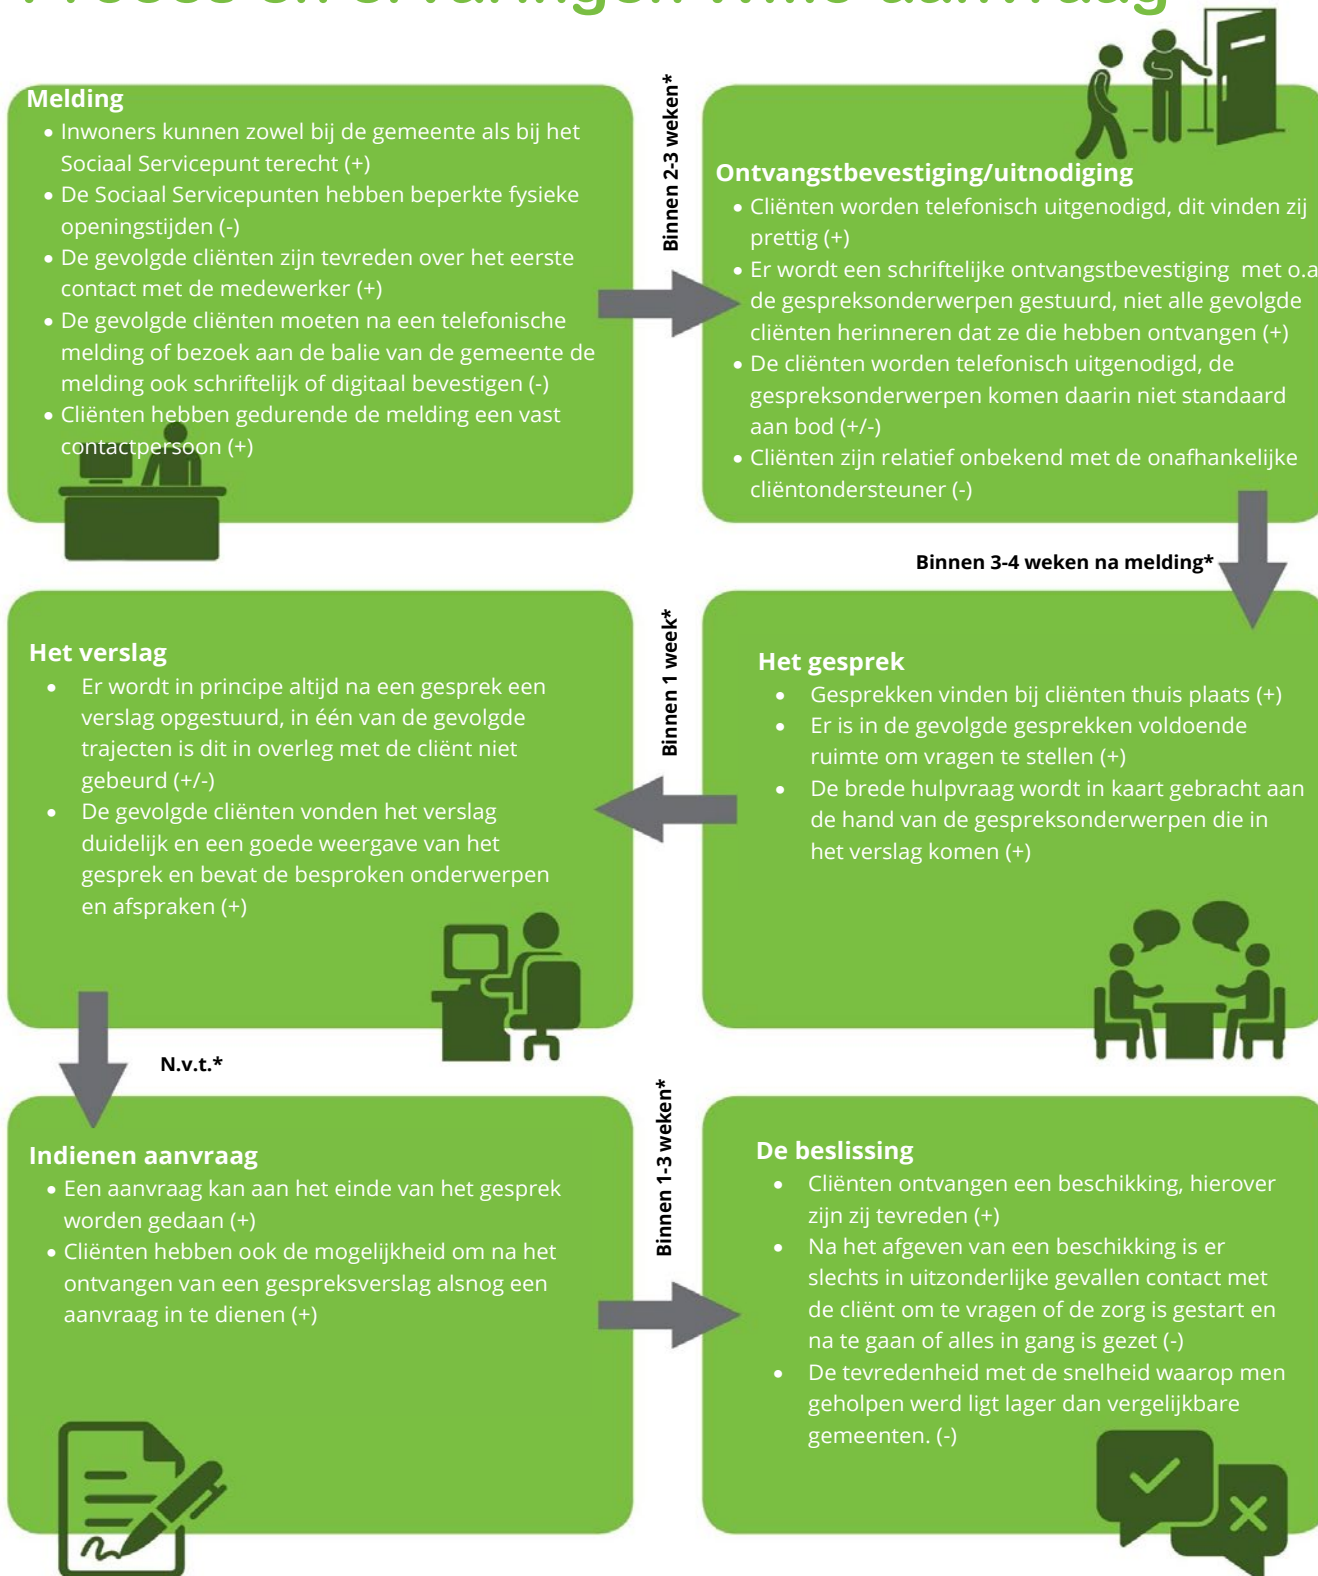 Proces en ervaringen Wmo-aanvraag
Melding
• Inwoners kunnen zowel bij de gemeente als bij het
Sociaal Servicepunt terecht (+)
• De Sociaal Servicepunten hebben beperkte fysieke
openingstijden (-)
• De gevolgde cliënten zijn tevreden over het eerste
contact met de medewerker (+)
• De gevolgde cliënten moeten na een telefonische
melding of bezoek aan de balie van de gemeente de
melding ook schriftelijk of digitaal bevestigen (-)
• Cliënten hebben gedurende de melding een vast
contactpersoon (+)
Binnen 2-3 weken*
Ontvangstbevestiging/uitnodiging
• Cliënten worden telefonisch uitgenodigd, dit vinden zij
prettig (+)
• Er wordt een schriftelijke ontvangstbevestiging met o.a
de gespreksonderwerpen gestuurd, niet alle gevolgde
cliënten herinneren dat ze die hebben ontvangen (+)
• De cliënten worden telefonisch uitgenodigd, de
gespreksonderwerpen komen daarin niet standaard
aan bod (+/-)
• Cliënten zijn relatief onbekend met de onafhankelijke
cliëntondersteuner (-)
Binnen 3-4 weken na melding*
Het gesprek
• Gesprekken vinden bij cliënten thuis plaats (+)
• Er is in de gevolgde gesprekken voldoende
ruimte om vragen te stellen (+)
• De brede hulpvraag wordt in kaart gebracht aan
de hand van de gespreksonderwerpen die in
het verslag komen (+)
Binnen 1 week*
Het verslag
• Er wordt in principe altijd na een gesprek een
verslag opgestuurd, in één van de gevolgde
trajecten is dit in overleg met de cliënt niet
gebeurd (+/-)
• De gevolgde cliënten vonden het verslag
duidelijk en een goede weergave van het
gesprek en bevat de besproken onderwerpen
en afspraken (+)
N.v.t.*
Indienen aanvraag
• Een aanvraag kan aan het einde van het gesprek
worden gedaan (+)
• Cliënten hebben ook de mogelijkheid om na het
ontvangen van een gespreksverslag alsnog een
aanvraag in te dienen (+)
Binnen 1-3 weken*
De beslissing
• Cliënten ontvangen een beschikking, hierover
zijn zij tevreden (+)
• Na het afgeven van een beschikking is er
slechts in uitzonderlijke gevallen contact met
de cliënt om te vragen of de zorg is gestart en
na te gaan of alles in gang is gezet (-)
• De tevredenheid met de snelheid waarop men
geholpen werd ligt lager dan vergelijkbare
gemeenten. (-)